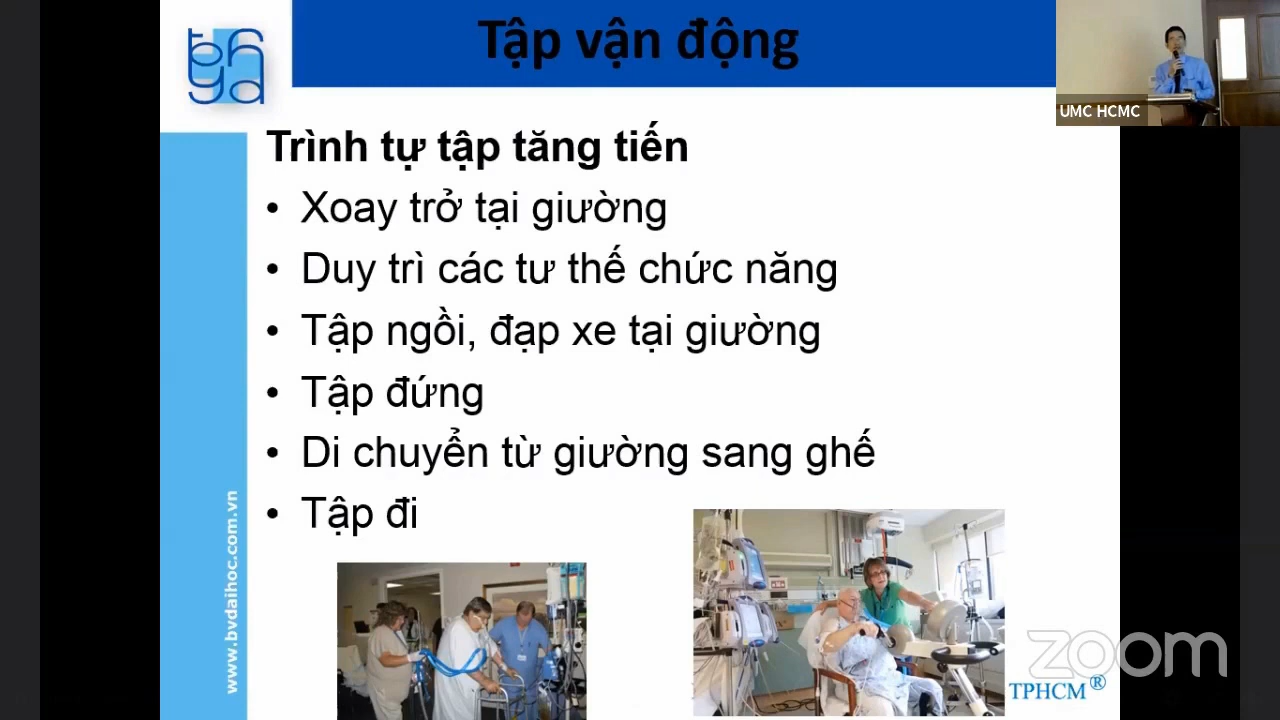 Tập vận động
UMC HCMC
Trình tự tập tăng tiến
• Xoay trở tại giường
• Duy trì các tư thế chức năng
• Tập ngồi, đạp xe tại giường
• Tập đứng
• Di chuyển từ giường sang ghế
• Tập đi
www.bvdaihoc.com.vn
zoom
TPHCM®